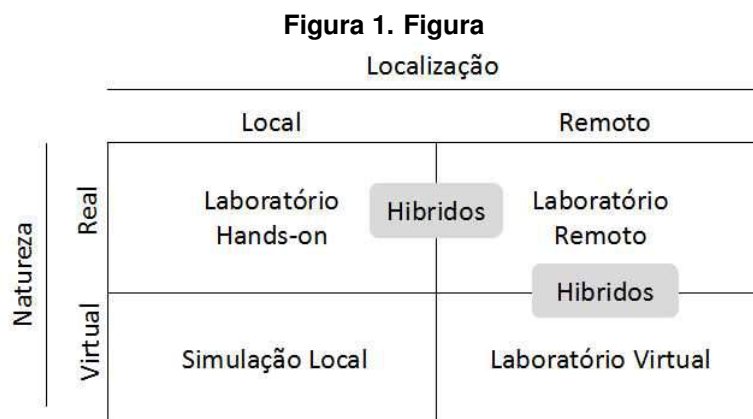 Figura 1. Figura
Localização
Local
Remoto
Natureza
Real
Laboratório
Hands-on
Hibridos
Laboratório
Remoto
Hibridos
Virtual
Simulação Local
Laboratório Virtual